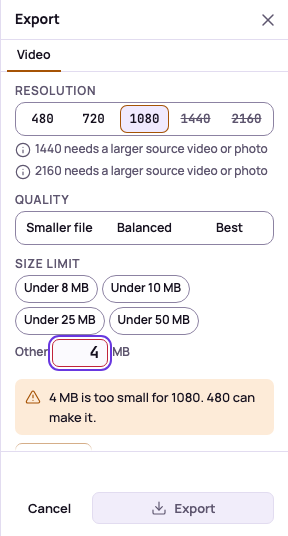 Export
Video
RESOLUTION
480 720 1080 1440 2160
1440 needs a larger source video or photo
2160 needs a larger source video or photo
QUALITY
Smaller file Balanced Best
SIZE LIMIT
Under 8 MB Under 10 MB
Under 25 MB Under 50 MB
Other 4 MB
4 MB is too small for 1080. 480 can
make it.
Cancel Export